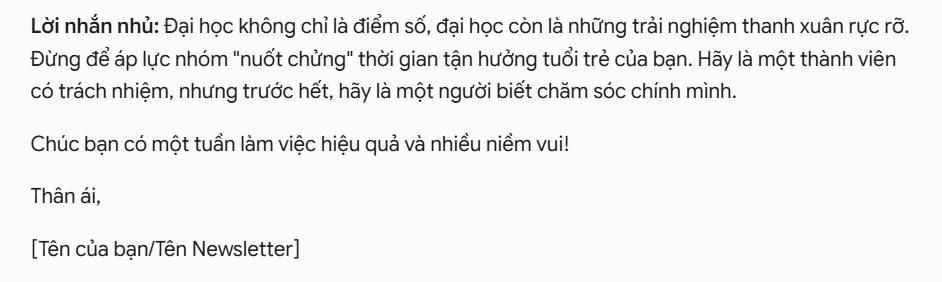 Lời nhắn nhủ: Đại học không chỉ là điểm số, đại học còn là những trải nghiệm thanh xuân rực rỡ.
Đừng để áp lực nhóm "nuốt chửng" thời gian tận hưởng tuổi trẻ của bạn. Hãy là một thành viên
có trách nhiệm, nhưng trước hết, hãy là một người biết chăm sóc chính mình.
Chúc bạn có một tuần làm việc hiệu quả và nhiều niềm vui!
Thân ái,
[Tên của bạn/Tên Newsletter]